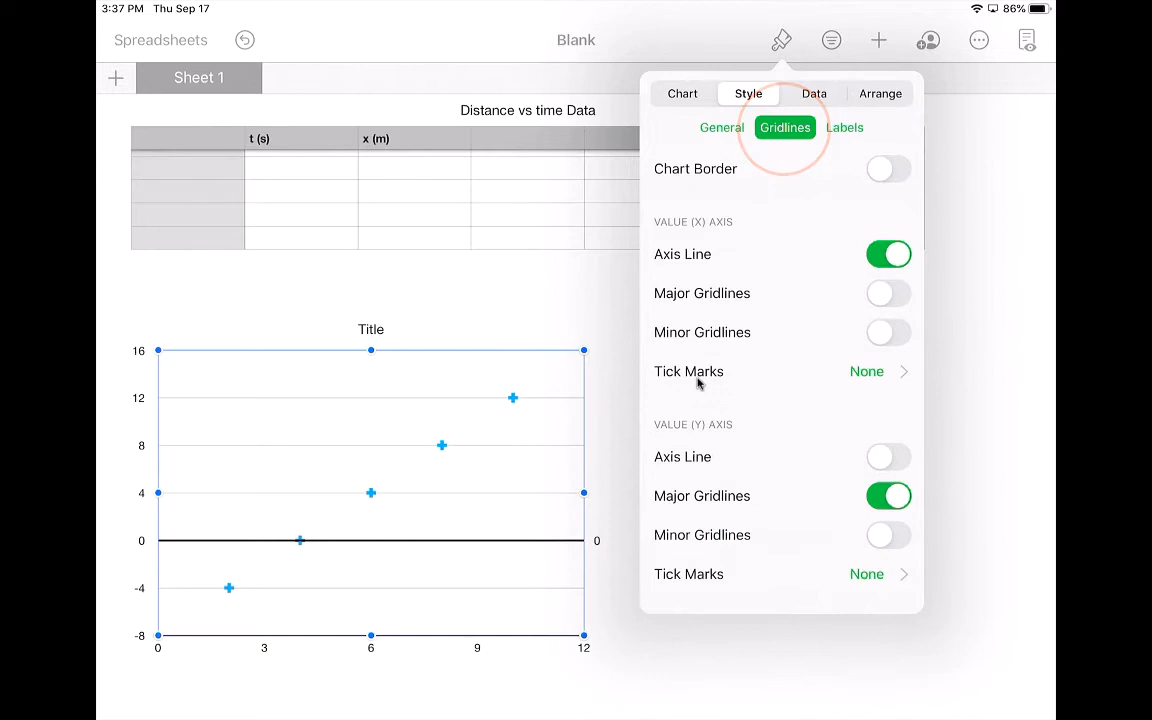 3:37 PM Thu Sep 17
86%
Spreadsheets
Blank
Sheet 1
Distance vs time Data
t (s) x (m)
Chart Style Data Arrange
General Gridlines Labels
Chart Border
VALUE (X) AXIS
Axis Line
Major Gridlines
Minor Gridlines
Tick Marks None
VALUE (Y) AXIS
Axis Line
Major Gridlines
Minor Gridlines
Tick Marks None
Title
16
12
8
4
0 0
-4
-8
0 3 6 9 12